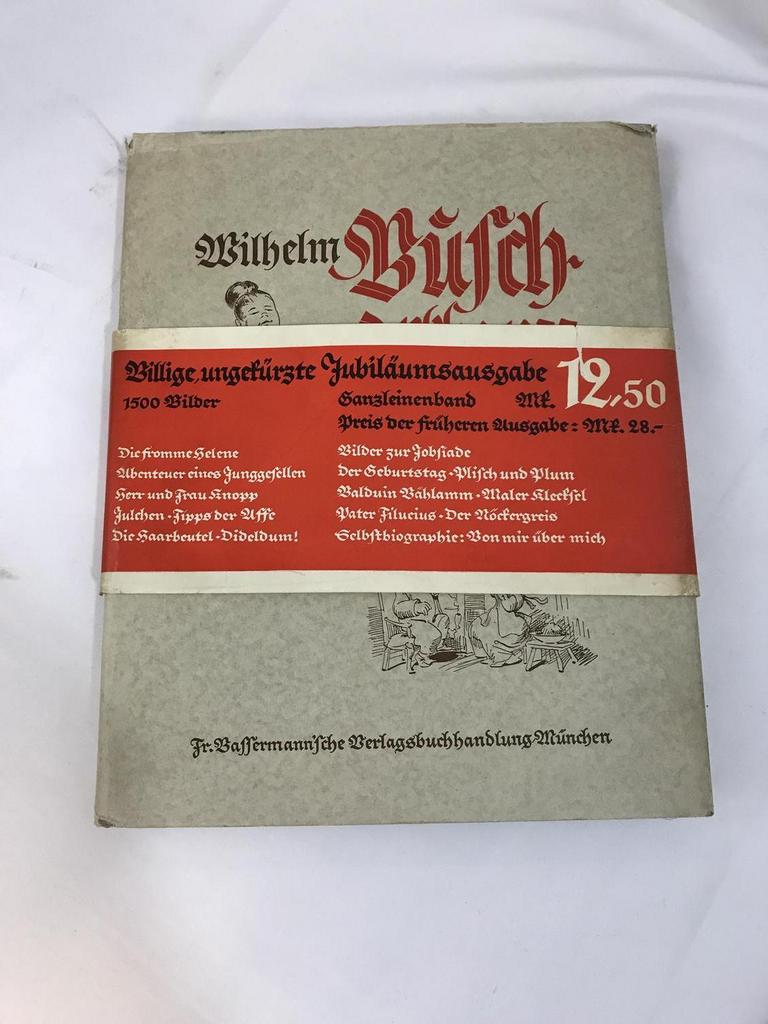 Wilhelm Busch-
Billige, ungekürzte Jubiläumsausgabe 12,50
1500 Bilder Ganzleinenband Mk.
Preis der früheren Ausgabe: Mk. 28.-
Die fromme Helene
Abenteuer eines Junggesellen
Herr und Frau Knopp
Julchen · Fipps der Affe
Die Haarbeutel · Dideldum!
Bilder zur Jobsiade
Der Geburtstag · Plisch und Plum
Balduin Bählamm · Maler Klecksel
Pater Filucius · Der Nöckergreis
Selbstbiographie: Von mir über mich
Fr. Bassermann'sche Verlagsbuchhandlung München